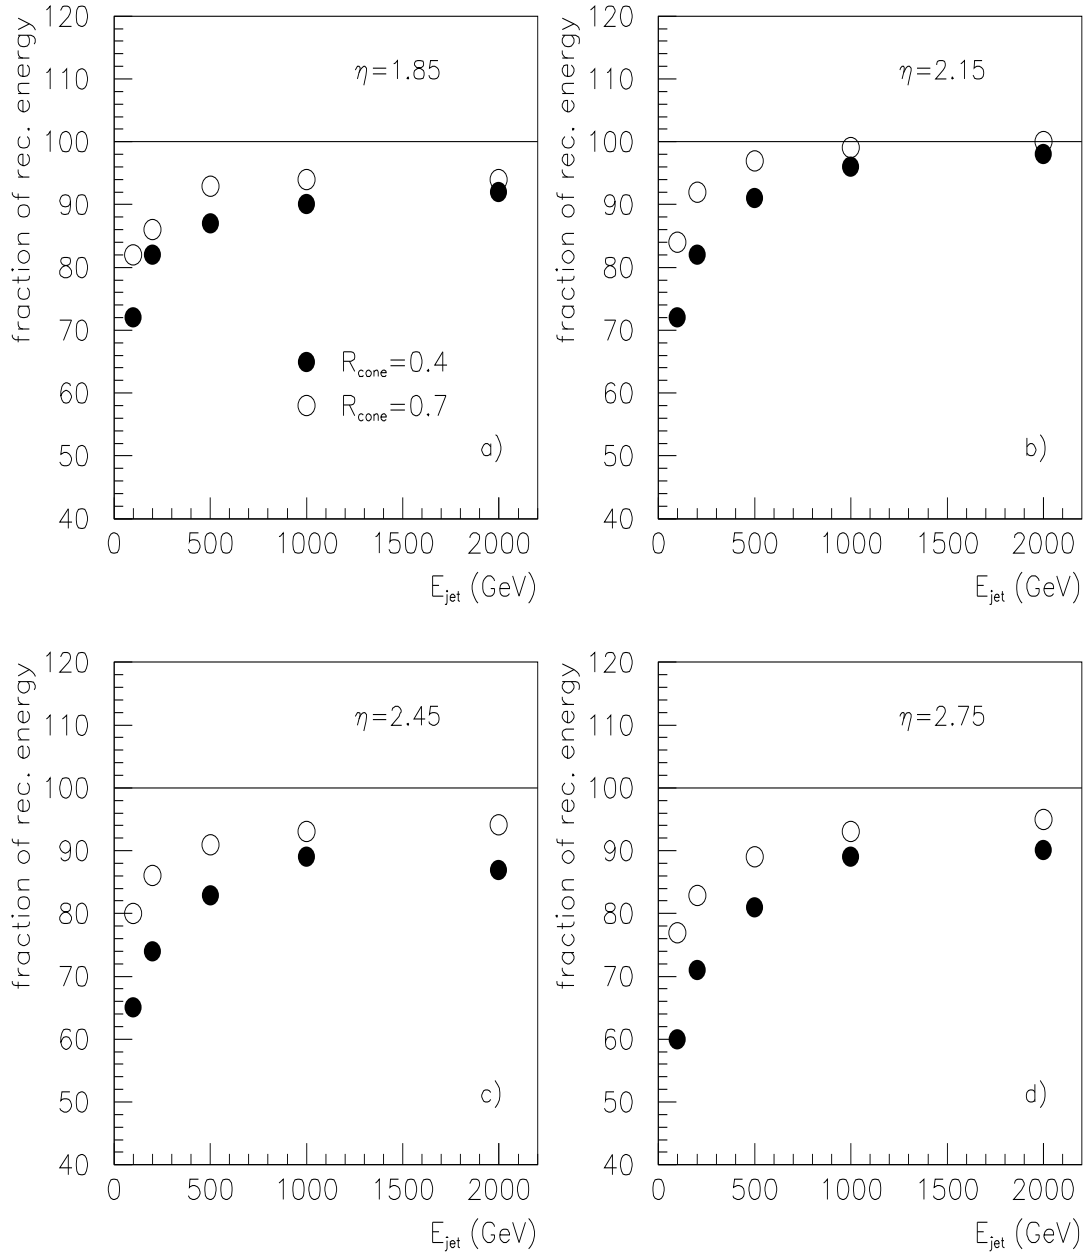 fraction of rec. energy
120
110
100
90
80
70
60
50
40
η=1.85
R_cone=0.4
R_cone=0.7
a)
0 500 1000 1500 2000
E_jet (GeV)
fraction of rec. energy
120
110
100
90
80
70
60
50
40
η=2.15
b)
0 500 1000 1500 2000
E_jet (GeV)
fraction of rec. energy
120
110
100
90
80
70
60
50
40
η=2.45
c)
0 500 1000 1500 2000
E_jet (GeV)
fraction of rec. energy
120
110
100
90
80
70
60
50
40
η=2.75
d)
0 500 1000 1500 2000
E_jet (GeV)